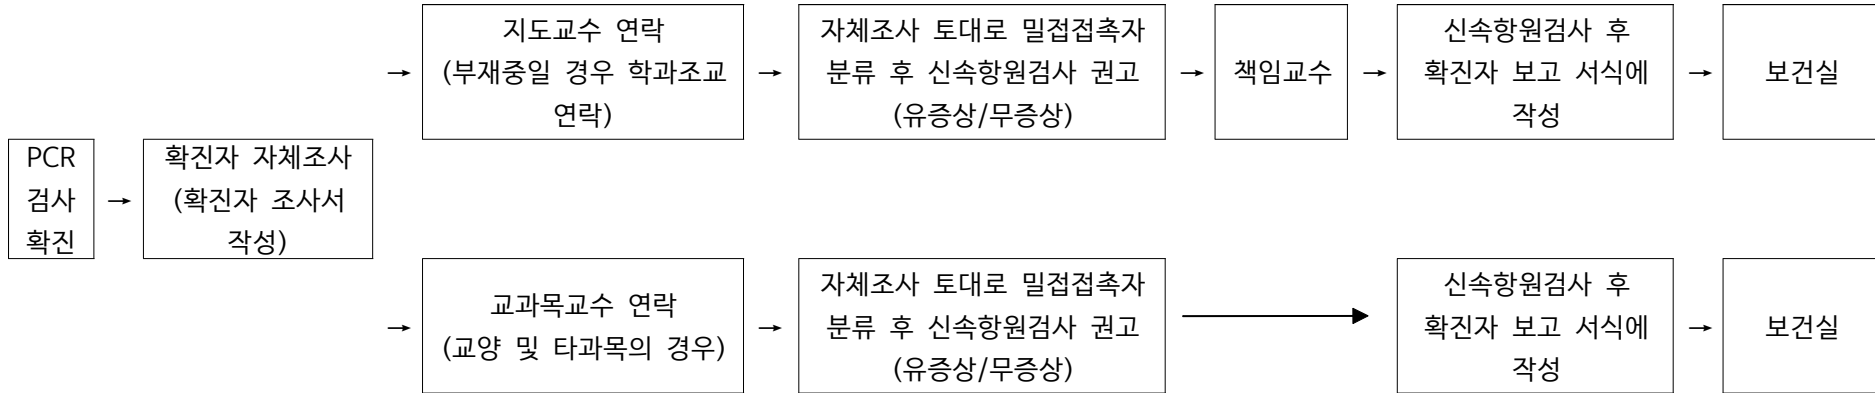 PCR
검사
확진
→
확진자 자체조사
(확진자 조사서
작성)
→
지도교수 연락
(부재중일 경우 학과조교
연락)
→
자체조사 토대로 밀접접촉자
분류 후 신속항원검사 권고
(유증상/무증상)
→
책임교수
→
신속항원검사 후
확진자 보고 서식에
작성
→
보건실
→
교과목교수 연락
(교양 및 타과목의 경우)
→
자체조사 토대로 밀접접촉자
분류 후 신속항원검사 권고
(유증상/무증상)
신속항원검사 후
확진자 보고 서식에
작성
→
보건실